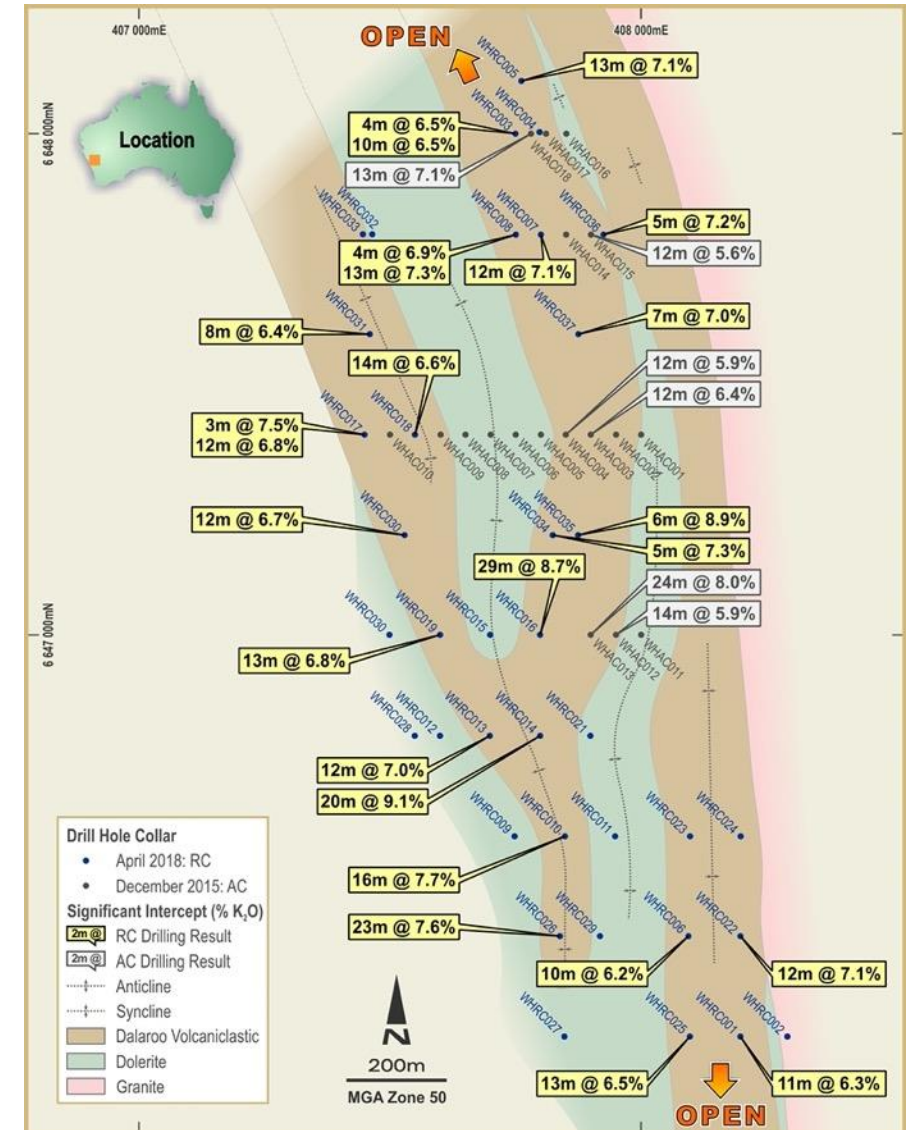 407 000mE
408 000mE
OPEN
WHRC005
13m @ 7.1%
6 648 000mN
Location
4m @ 6.5%
10m @ 6.5%
WHRC003
WHRC004
13m @ 7.1%
WHAC018
WHAC017
WHAC016
WHRC033
WHRC032
WHRC008
WHRC007
WHRC036
5m @ 7.2%
4m @ 6.9%
13m @ 7.3%
12m @ 7.1%
WHAC014
WHAC015
12m @ 5.6%
WHRC031
WHRC037
7m @ 7.0%
8m @ 6.4%
14m @ 6.6%
12m @ 5.9%
12m @ 6.4%
3m @ 7.5%
12m @ 6.8%
WHRC017
WHRC018
WHAC010
WHAC009
WHAC008
WHAC007
WHAC006
WHAC005
WHAC004
WHAC003
WHAC002
WHAC001
12m @ 6.7%
WHRC030
WHRC034
WHRC035
6m @ 8.9%
5m @ 7.3%
29m @ 8.7%
24m @ 8.0%
14m @ 5.9%
6 647 000mN
WHRC030
WHRC019
WHRC015
WHRC016
WHAC013
WHAC012
WHAC011
13m @ 6.8%
WHRC028
WHRC012
WHRC013
WHRC014
WHRC021
12m @ 7.0%
20m @ 9.1%
WHRC009
WHRC010
WHRC011
WHRC023
WHRC024
16m @ 7.7%
23m @ 7.6%
WHRC026
WHRC029
WHRC006
WHRC022
10m @ 6.2%
12m @ 7.1%
WHRC027
WHRC025
WHRC001
WHRC002
13m @ 6.5%
11m @ 6.3%
OPEN
Drill Hole Collar
April 2018: RC
December 2015: AC
Significant Intercept (% K₂O)
2m @ RC Drilling Result
2m @ AC Drilling Result
Anticline
Syncline
Dalaroo Volcaniclastic
Dolerite
Granite
N
200m
MGA Zone 50